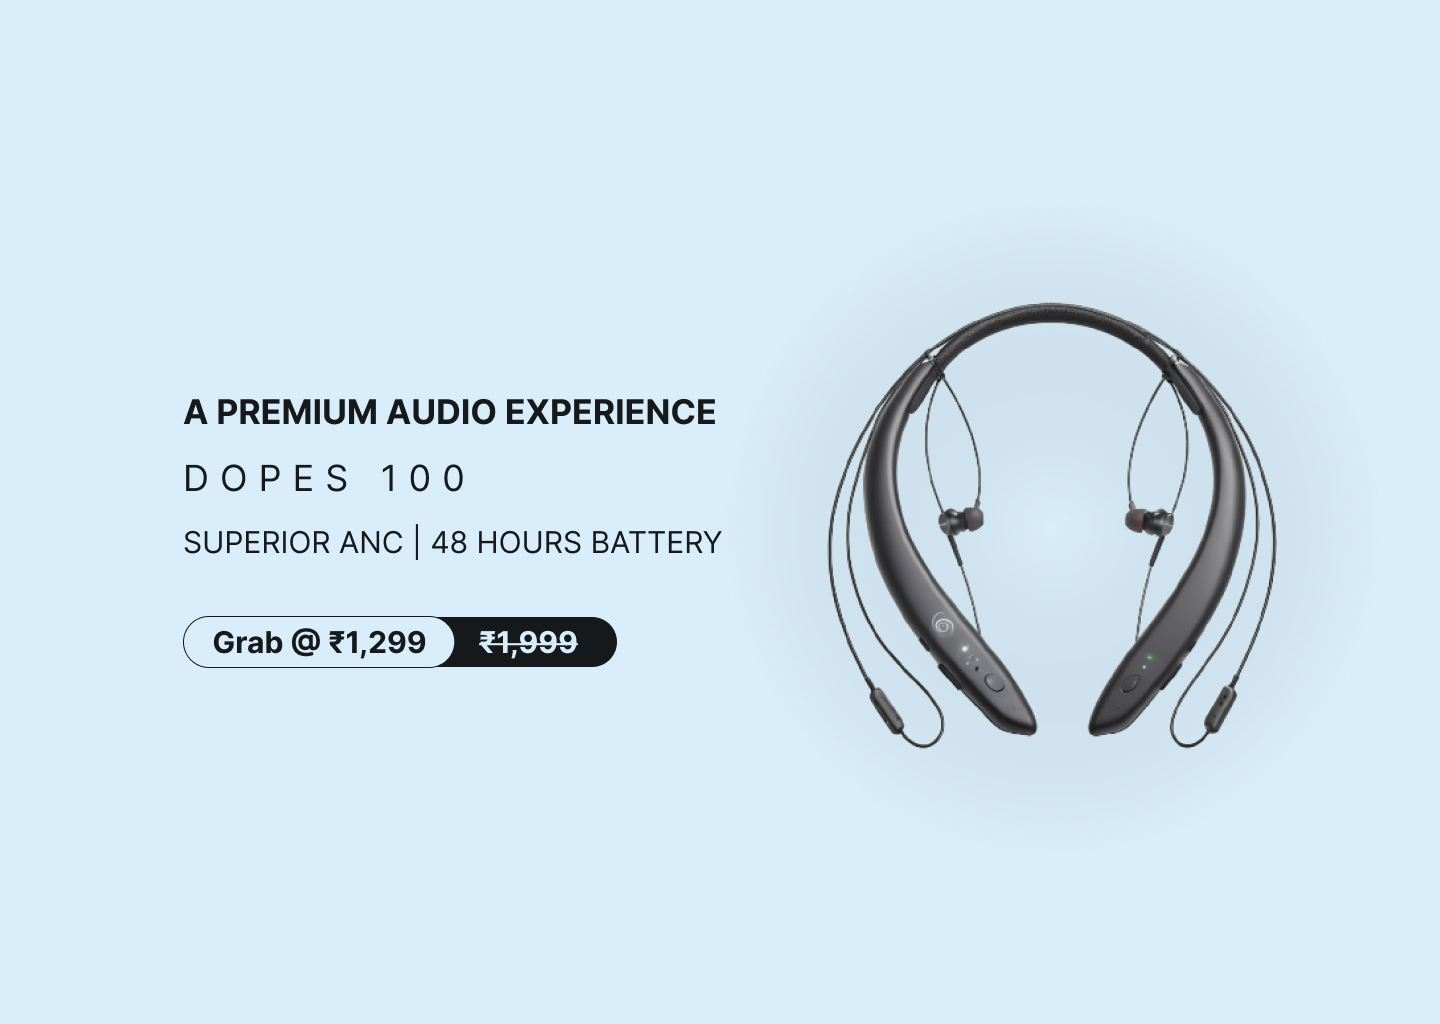 A PREMIUM AUDIO EXPERIENCE
DOPES 100
SUPERIOR ANC | 48 HOURS BATTERY
Grab @ ₹1,299 ₹1,999